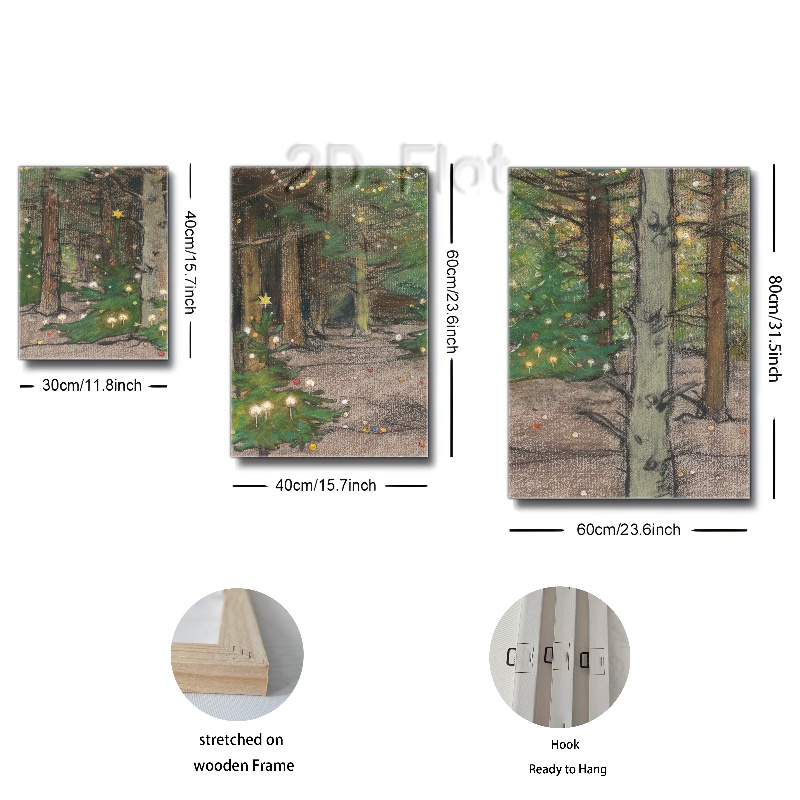 2D Flat
40cm/15.7inch
30cm/11.8inch
60cm/23.6inch
40cm/15.7inch
80cm/31.5inch
60cm/23.6inch
stretched on
wooden Frame
Hook
Ready to Hang